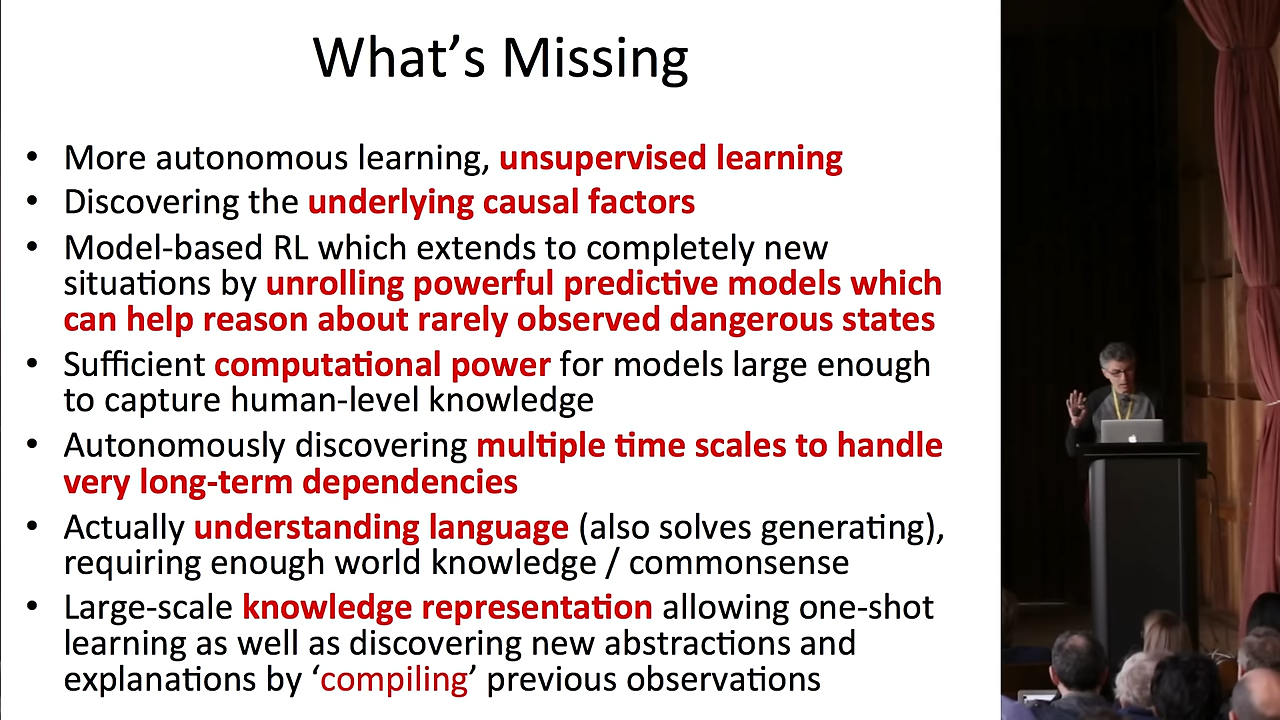 What's Missing
• More autonomous learning, unsupervised learning
• Discovering the underlying causal factors
• Model-based RL which extends to completely new
situations by unrolling powerful predictive models which
can help reason about rarely observed dangerous states
• Sufficient computational power for models large enough
to capture human-level knowledge
• Autonomously discovering multiple time scales to handle
very long-term dependencies
• Actually understanding language (also solves generating),
requiring enough world knowledge / commonsense
• Large-scale knowledge representation allowing one-shot
learning as well as discovering new abstractions and
explanations by ‘compiling’ previous observations